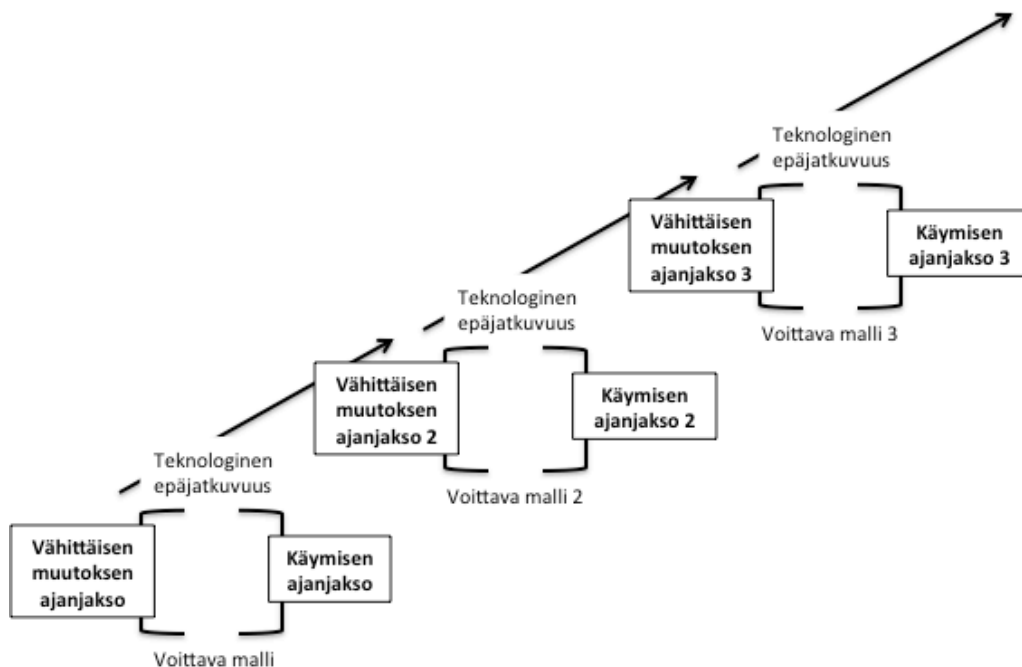 Teknologinen
epäjatkuvuus
Vähittäisen
muutoksen
ajanjakso 3
Käymisen
ajanjakso 3
Voittava malli 3
Teknologinen
epäjatkuvuus
Vähittäisen
muutoksen
ajanjakso 2
Käymisen
ajanjakso 2
Voittava malli 2
Teknologinen
epäjatkuvuus
Vähittäisen
muutoksen
ajanjakso
Käymisen
ajanjakso
Voittava malli